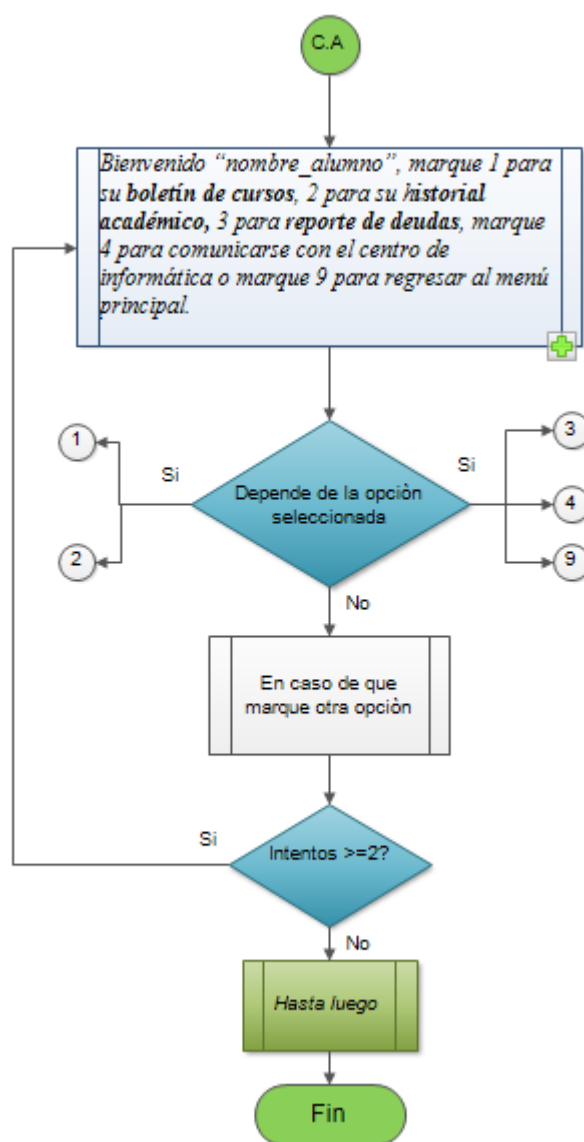 C.A
Bienvenido “nombre_alumno”, marque 1 para
su boletín de cursos, 2 para su historial
académico, 3 para reporte de deudas, marque
4 para comunicarse con el centro de
informática o marque 9 para regresar al menú
principal.
1
3
Si
Si
Depende de la opciòn
seleccionada
4
2
9
No
En caso de que
marque otra opciòn
Si
Intentos >=2?
No
Hasta luego
Fin